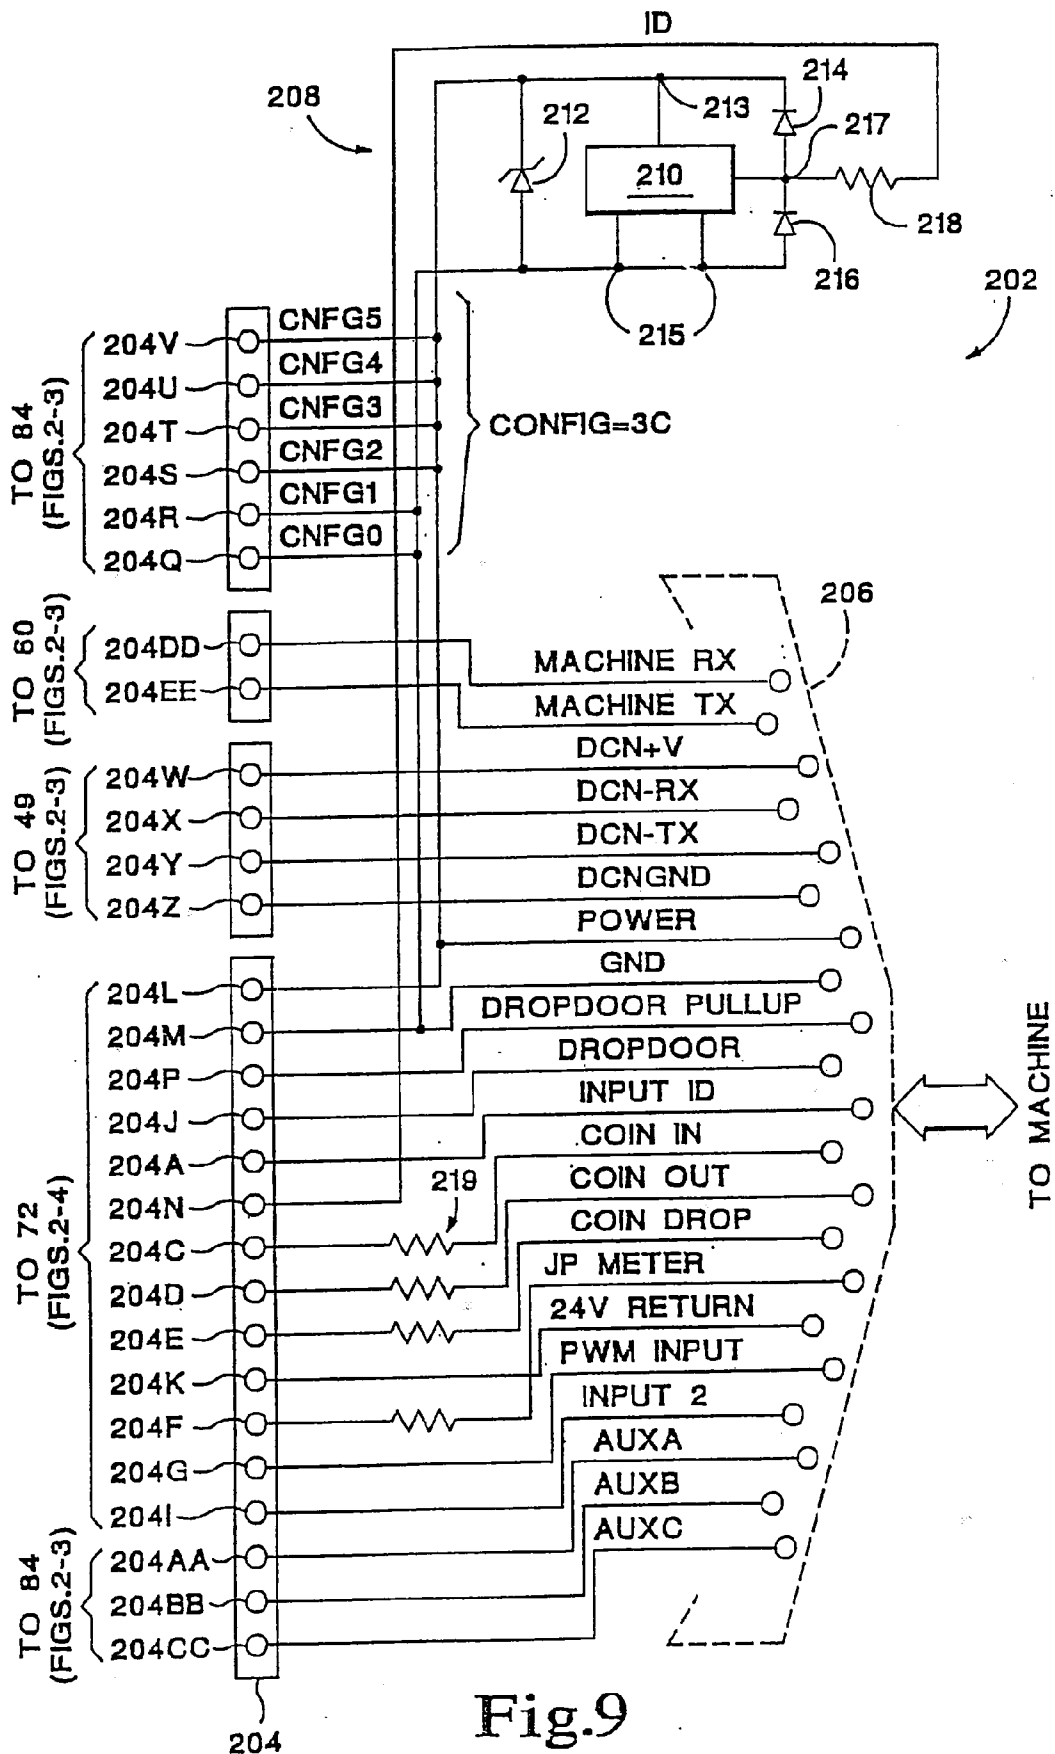 ID
208
212
213
214
217
210
218
216
215
202
CNFG5
204V
CNFG4
204U
CNFG3
204T
CNFG2
204S
CNFG1
204R
CNFG0
204Q
TO 84
(FIGS.2-3)
CONFIG=3C
206
TO 60
(FIGS.2-3)
204DD
MACHINE RX
204EE
MACHINE TX
TO 49
(FIGS.2-3)
DCN+V
204W
DCN-RX
204X
DCN-TX
204Y
DCNGND
204Z
POWER
GND
204L
DROPDOOR PULLUP
204M
DROPDOOR
204P
INPUT ID
204J
COIN IN
204A
219
COIN OUT
204N
COIN DROP
204C
JP METER
204D
24V RETURN
204E
PWM INPUT
204K
INPUT 2
204F
AUXA
204G
AUXB
204I
AUXC
204AA
204BB
204CC
TO 72
(FIGS.2-4)
TO 84
(FIGS.2-3)
TO MACHINE
204
Fig.9